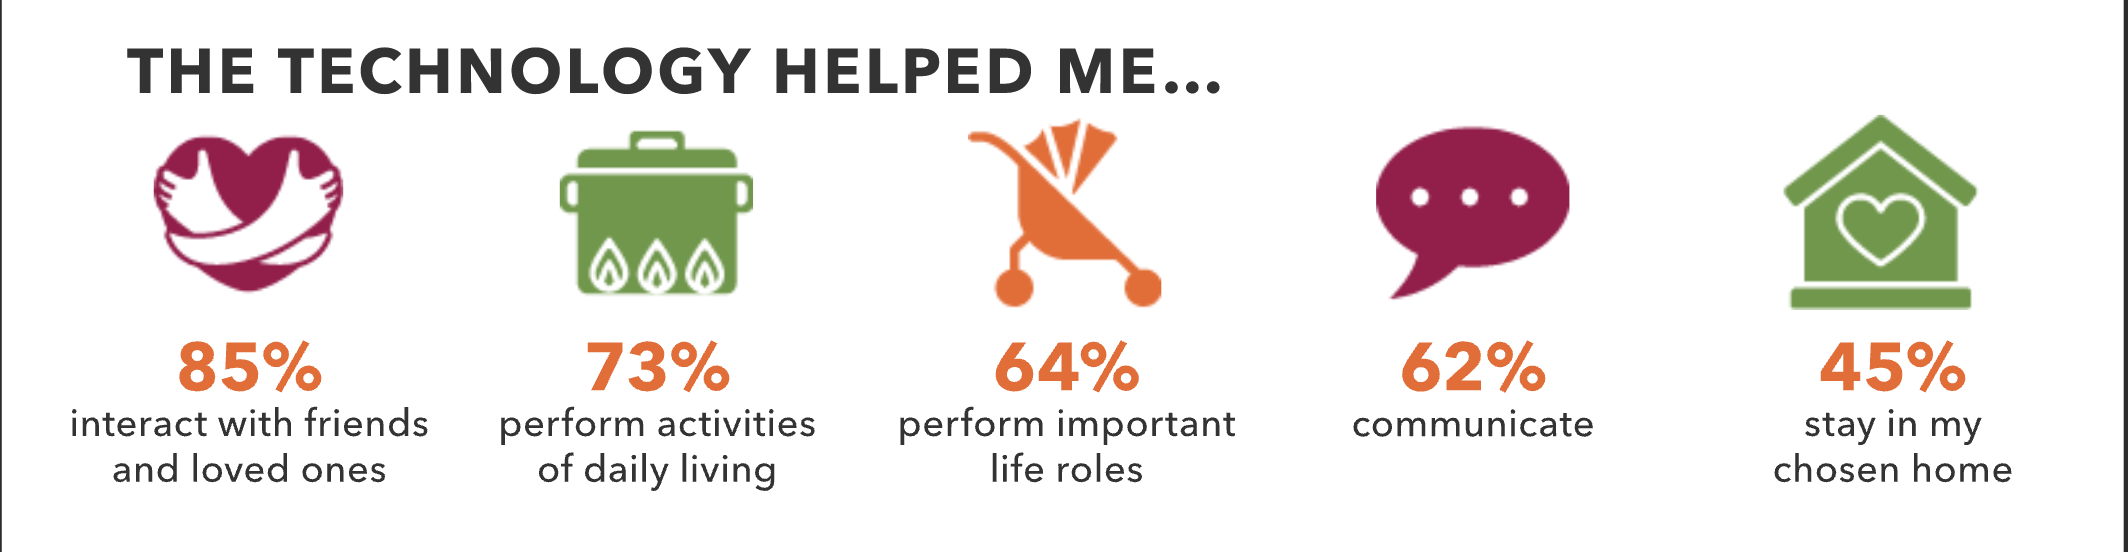 THE TECHNOLOGY HELPED ME...
85%
interact with friends
and loved ones
73%
perform activities
of daily living
64%
perform important
life roles
62%
communicate
45%
stay in my
chosen home